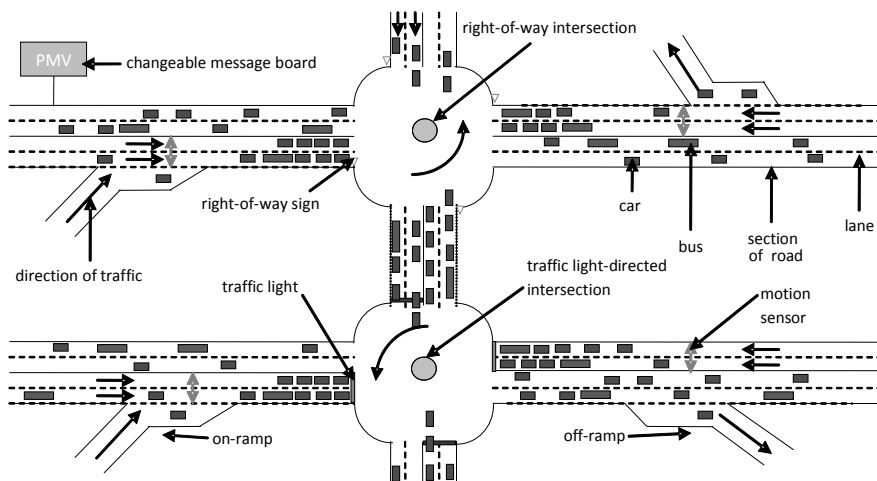 right-of-way intersection
PMV
changeable message board
right-of-way sign
car
lane
bus
section
of road
direction of traffic
traffic light
traffic light-directed
intersection
motion
sensor
on-ramp
off-ramp